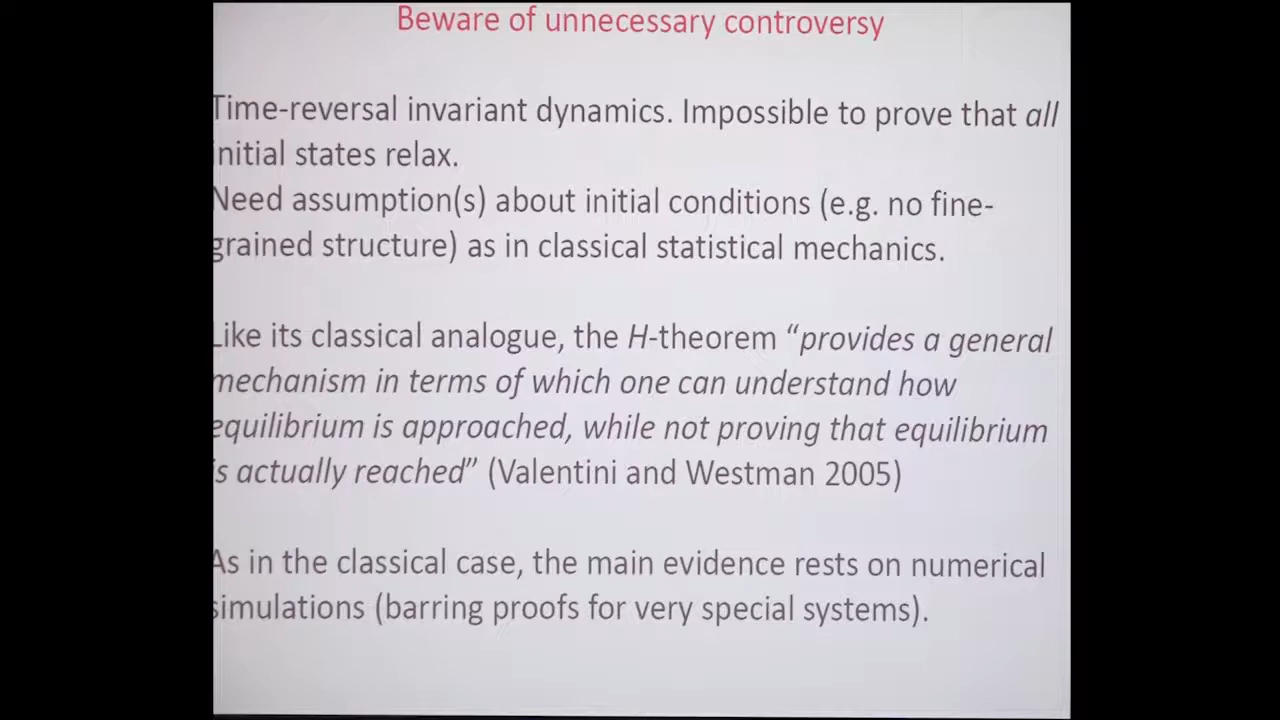 Beware of unnecessary controversy
Time-reversal invariant dynamics. Impossible to prove that all
initial states relax.
Need assumption(s) about initial conditions (e.g. no fine-
grained structure) as in classical statistical mechanics.
Like its classical analogue, the H-theorem “provides a general
mechanism in terms of which one can understand how
equilibrium is approached, while not proving that equilibrium
is actually reached” (Valentini and Westman 2005)
As in the classical case, the main evidence rests on numerical
simulations (barring proofs for very special systems).